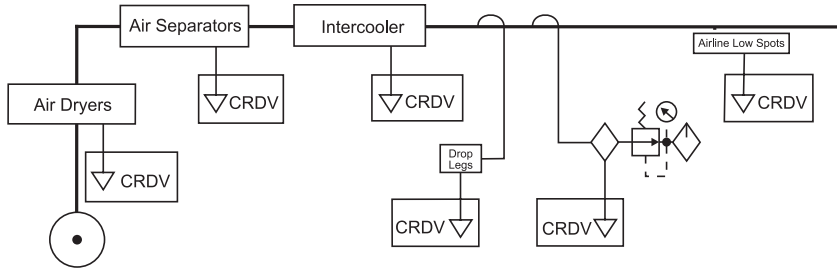 Air Separators
Intercooler
Airline Low Spots
Air Dryers
CRDV
CRDV
CRDV
CRDV
Drop
Legs
CRDV
CRDV